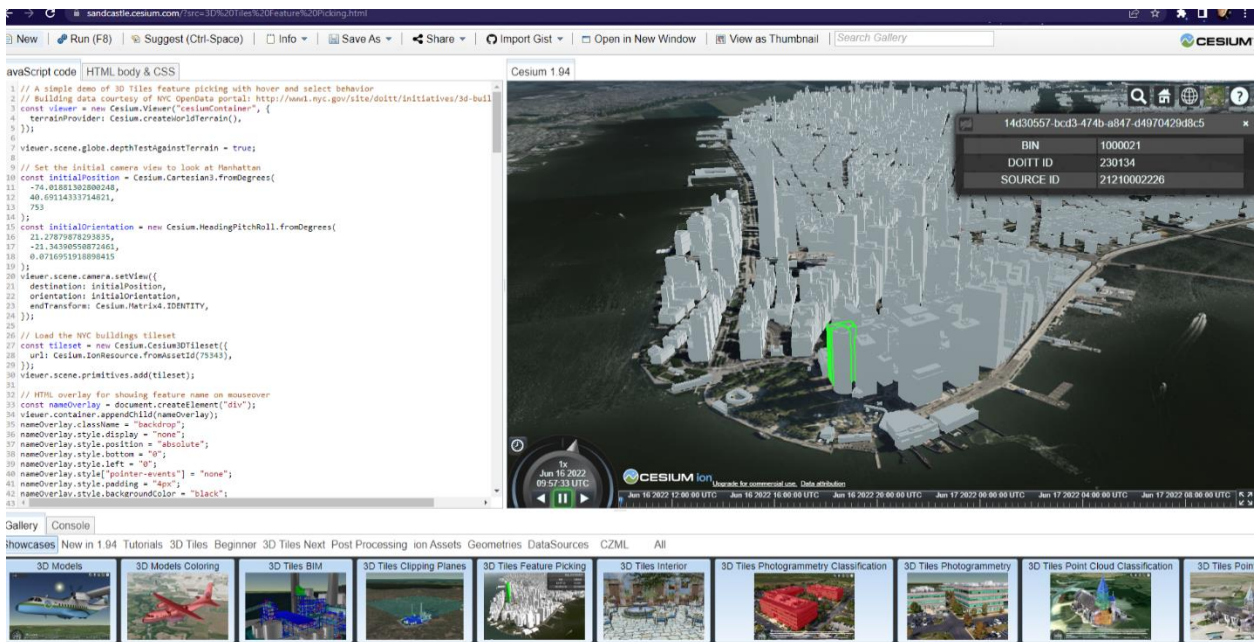 sandcastle.cesium.com/?src=3D%20Tiles%20Feature%20Picking.html
New Run (F8) Suggest (Ctrl-Space) Info Save As Share Import Gist Open in New Window View as Thumbnail Search Gallery CESIUM
avaScript code HTML body & CSS
1 // A simple demo of 3D Tiles feature picking with hover and select behavior
2 // Building data courtesy of NYC OpenData portal: http://www1.nyc.gov/site/doitt/initiatives/3d-buil
3 const viewer = new Cesium.Viewer("cesiumContainer", {
4 terrainProvider: Cesium.createWorldTerrain(),
5 });
6
7 viewer.scene.globe.depthTestAgainstTerrain = true;
8
9 // Set the initial camera view to look at Manhattan
10 const initialPosition = Cesium.Cartesian3.fromDegrees(
11 -74.01881302800248,
12 40.69114333714821,
13 753
14 );
15 const initialOrientation = new Cesium.HeadingPitchRoll.fromDegrees(
16 21.27879878293835,
17 -21.34390550872461,
18 0.0716951918898415
19 );
20 viewer.scene.camera.setView({
21 destination: initialPosition,
22 orientation: initialOrientation,
23 endTransform: Cesium.Matrix4.IDENTITY,
24 });
25
26 // Load the NYC buildings tileset
27 const tileset = new Cesium.Cesium3DTileset({
28 url: Cesium.IonResource.fromAssetId(75343),
29 });
30 viewer.scene.primitives.add(tileset);
31
32 // HTML overlay for showing feature name on mouseover
33 const nameOverlay = document.createElement("div");
34 viewer.container.appendChild(nameOverlay);
35 nameOverlay.className = "backdrop";
36 nameOverlay.style.display = "none";
37 nameOverlay.style.position = "absolute";
38 nameOverlay.style.bottom = "0";
39 nameOverlay.style.left = "0";
40 nameOverlay.style["pointer-events"] = "none";
41 nameOverlay.style.padding = "4px";
42 nameOverlay.style.backgroundColor = "black";
43
Cesium 1.94
14d30557-bcd3-474b-a847-d4970429d8c5
BIN 1000021
DOITT ID 230134
SOURCE ID 21210002226
1x
Jun 16 2022
09:57:33 UTC
CESIUM ion Upgrade for commercial use. Data attribution
Jun 16 2022 12:00:00 UTC Jun 16 2022 16:00:00 UTC Jun 16 2022 20:00:00 UTC Jun 17 2022 00:00:00 UTC Jun 17 2022 04:00:00 UTC Jun 17 2022 08:00:00 UTC
Gallery Console
Showcases New in 1.94 Tutorials 3D Tiles Beginner 3D Tiles Next Post Processing ion Assets Geometries DataSources CZML All
3D Models 3D Models Coloring 3D Tiles BIM 3D Tiles Clipping Planes 3D Tiles Feature Picking 3D Tiles Interior 3D Tiles Photogrammetry Classification 3D Tiles Photogrammetry 3D Tiles Point Cloud Classification 3D Tiles Point